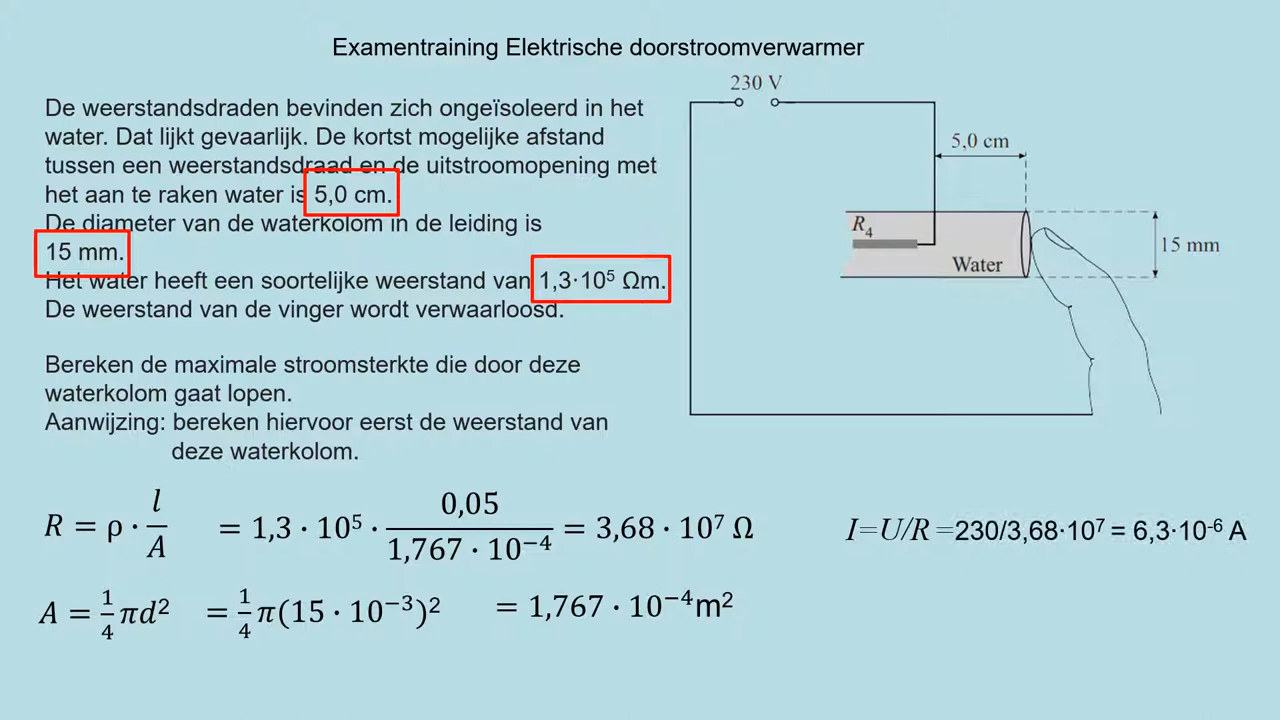 Examentraining Elektrische doorstroomverwarmer
De weerstandsdraden bevinden zich ongeïsoleerd in het
water. Dat lijkt gevaarlijk. De kortst mogelijke afstand
tussen een weerstandsdraad en de uitstroomopening met
het aan te raken water is 5,0 cm.
De diameter van de waterkolom in de leiding is
15 mm.
Het water heeft een soortelijke weerstand van 1,3·10⁵ Ωm.
De weerstand van de vinger wordt verwaarloosd.
Bereken de maximale stroomsterkte die door deze
waterkolom gaat lopen.
Aanwijzing: bereken hiervoor eerst de weerstand van
deze waterkolom.
230 V
5,0 cm
R₄
Water
15 mm
R = ρ · l/A = 1,3 · 10⁵ · 0,05/(1,767 · 10⁻⁴) = 3,68 · 10⁷ Ω
I=U/R =230/3,68·10⁷ = 6,3·10⁻⁶ A
A = ¼πd² = ¼π(15 · 10⁻³)² = 1,767 · 10⁻⁴m²